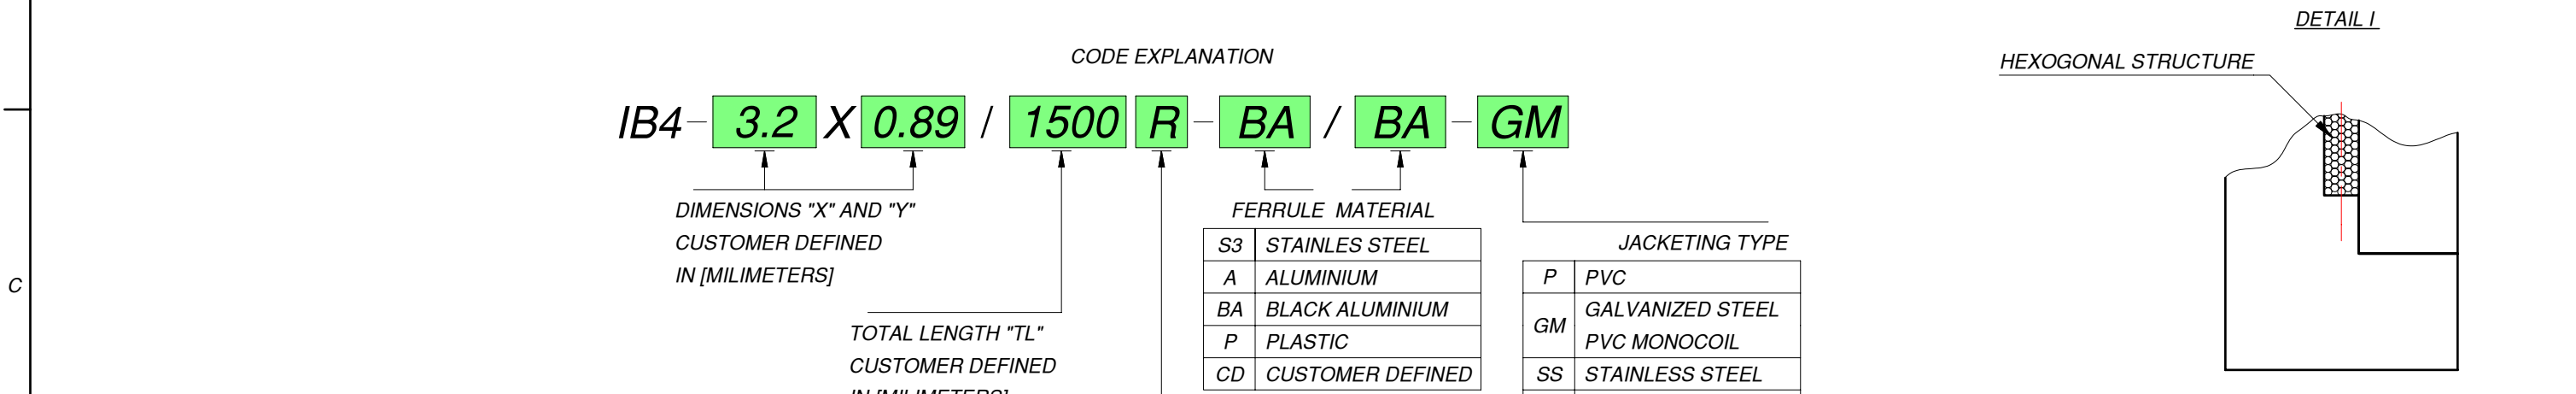 DETAIL I
CODE EXPLANATION
HEXOGONAL STRUCTURE
IB4- 3.2 X 0.89 / 1500 R - BA / BA - GM
DIMENSIONS "X" AND "Y"
CUSTOMER DEFINED
IN [MILIMETERS]
TOTAL LENGTH "TL"
CUSTOMER DEFINED
IN [MILIMETERS]
FERRULE MATERIAL
S3 STAINLES STEEL
A ALUMINIUM
BA BLACK ALUMINIUM
P PLASTIC
CD CUSTOMER DEFINED
JACKETING TYPE
P PVC
GM GALVANIZED STEEL
PVC MONOCOIL
SS STAINLESS STEEL
C